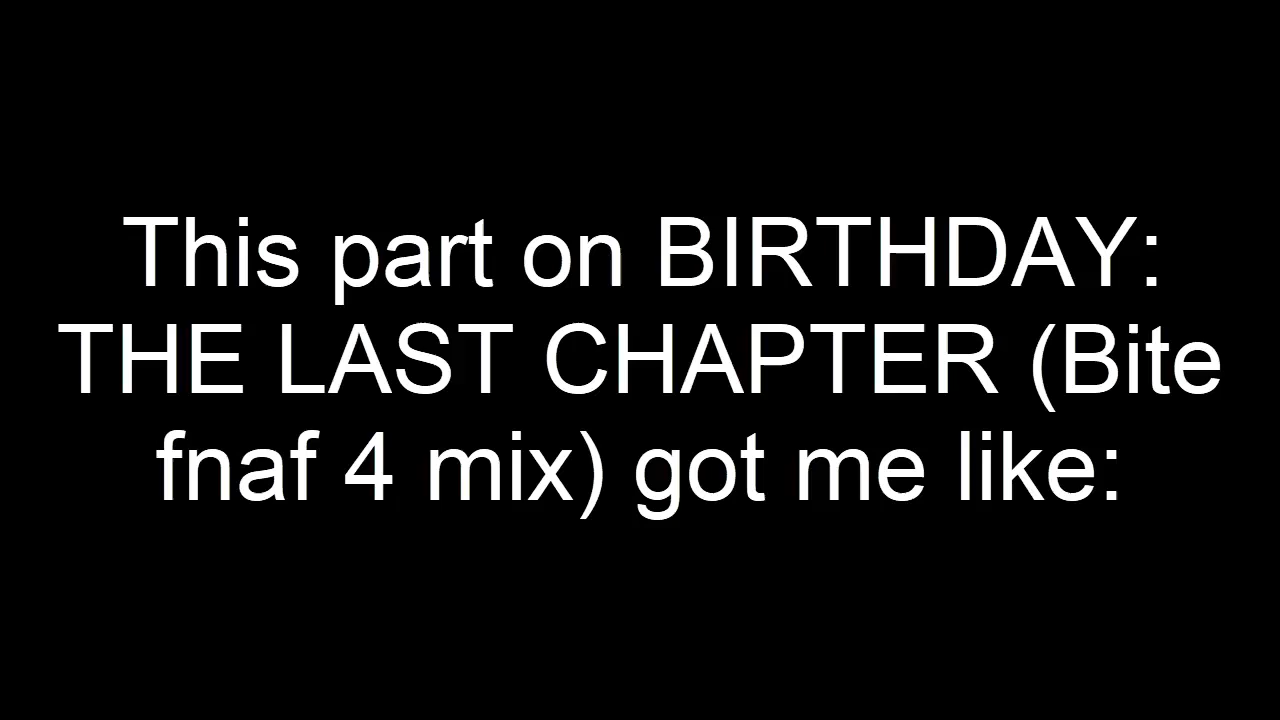 This part on BIRTHDAY:
THE LAST CHAPTER (Bite
fnaf 4 mix) got me like: